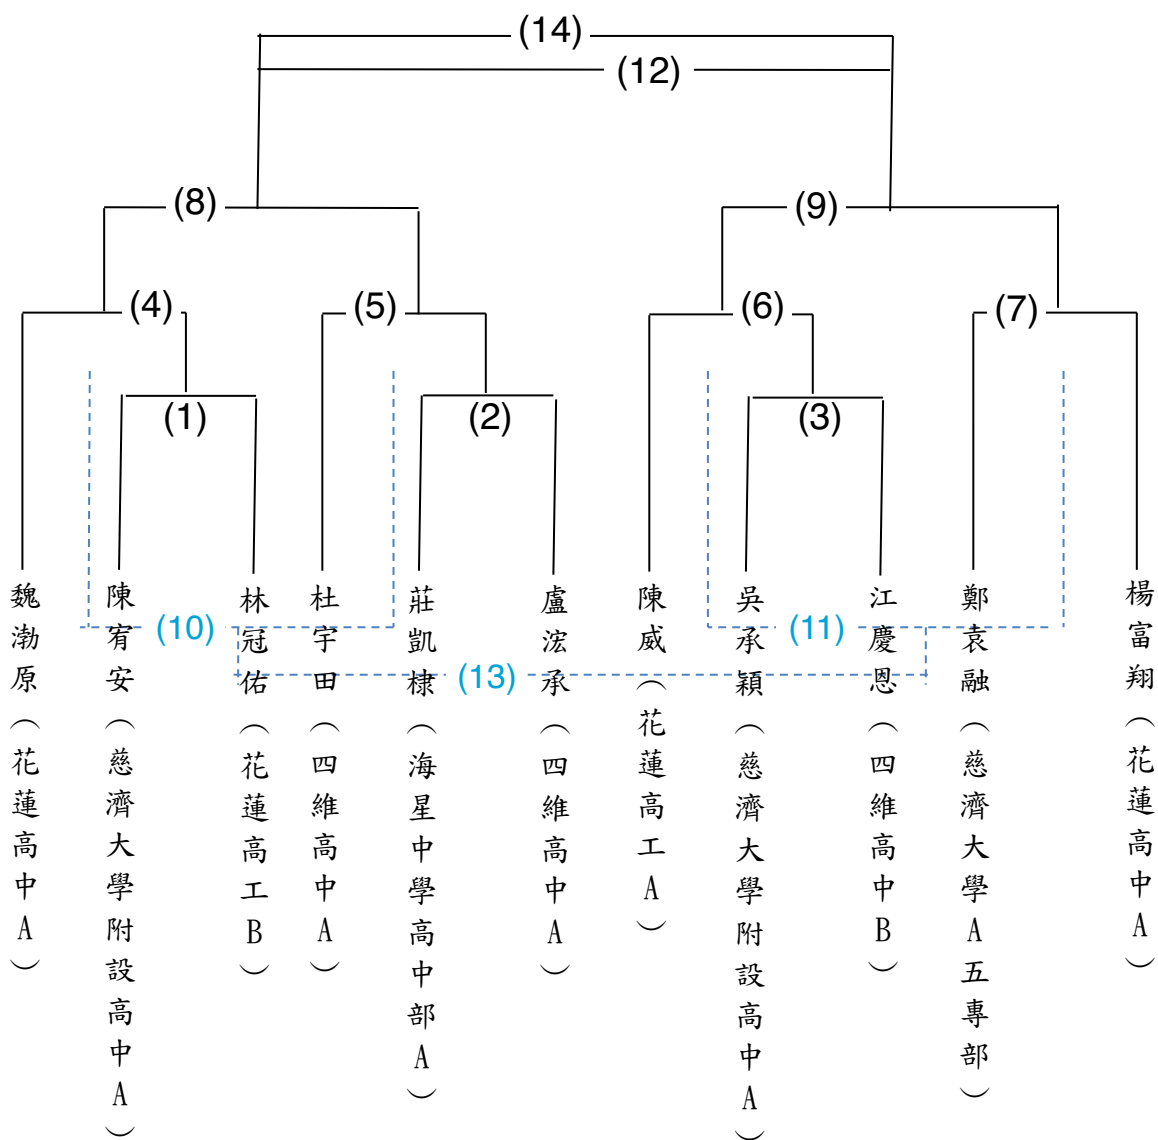 (14)
(12)
(8)
(9)
(4)
(5)
(6)
(7)
(1)
(2)
(3)
(10)
(11)
(13)
魏渤原(花蓮高中A)
陳宥安(慈濟大學附設高中A)
林冠佑(花蓮高工B)
杜宇田(四維高中A)
莊凱棣(海星中學高中部A)
盧浤承(四維高中A)
陳威(花蓮高工A)
吳承穎(慈濟大學附設高中A)
江慶恩(四維高中B)
鄭袁融(慈濟大學A五專部)
楊富翔(花蓮高中A)